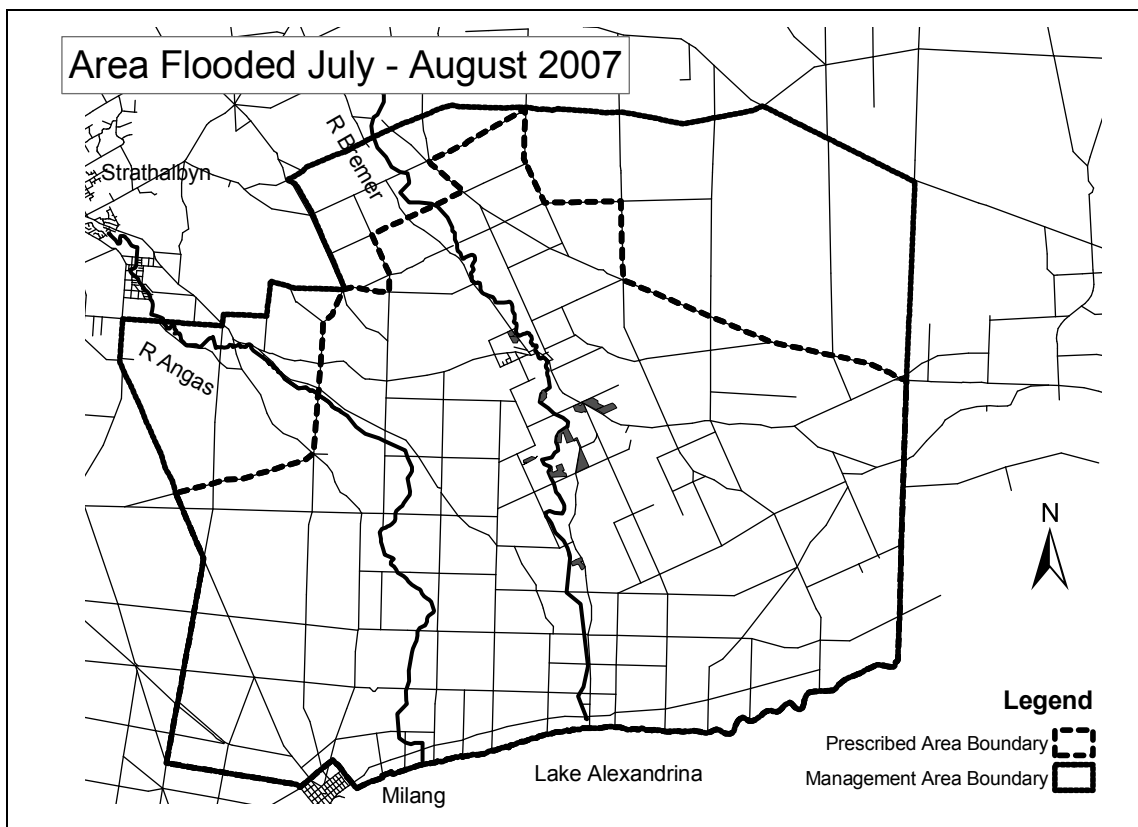 Area Flooded July - August 2007
R Bremer
Strathalbyn
R Angas
N
Legend
Prescribed Area Boundary
Management Area Boundary
Lake Alexandrina
Milang